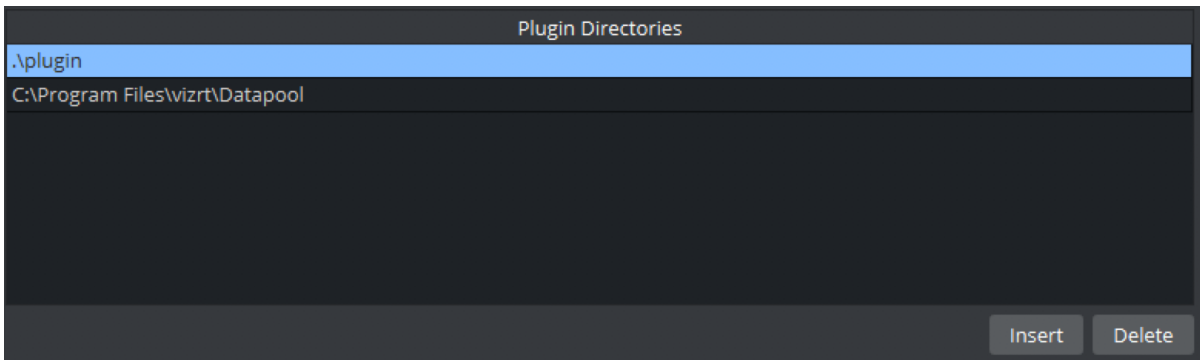 Plugin Directories
.\plugin
C:\Program Files\vizrt\Datapool
Insert Delete